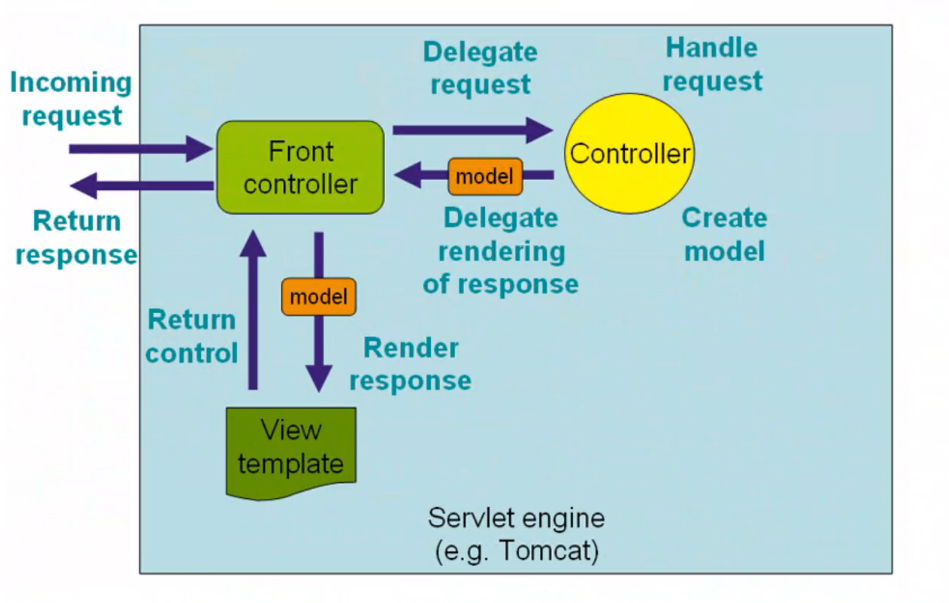 Incoming
request
Return
response
Front
controller
Delegate
request
Handle
request
Controller
model
Delegate
rendering
of response
Create
model
model
Return
control
Render
response
View
template
Servlet engine
(e.g. Tomcat)